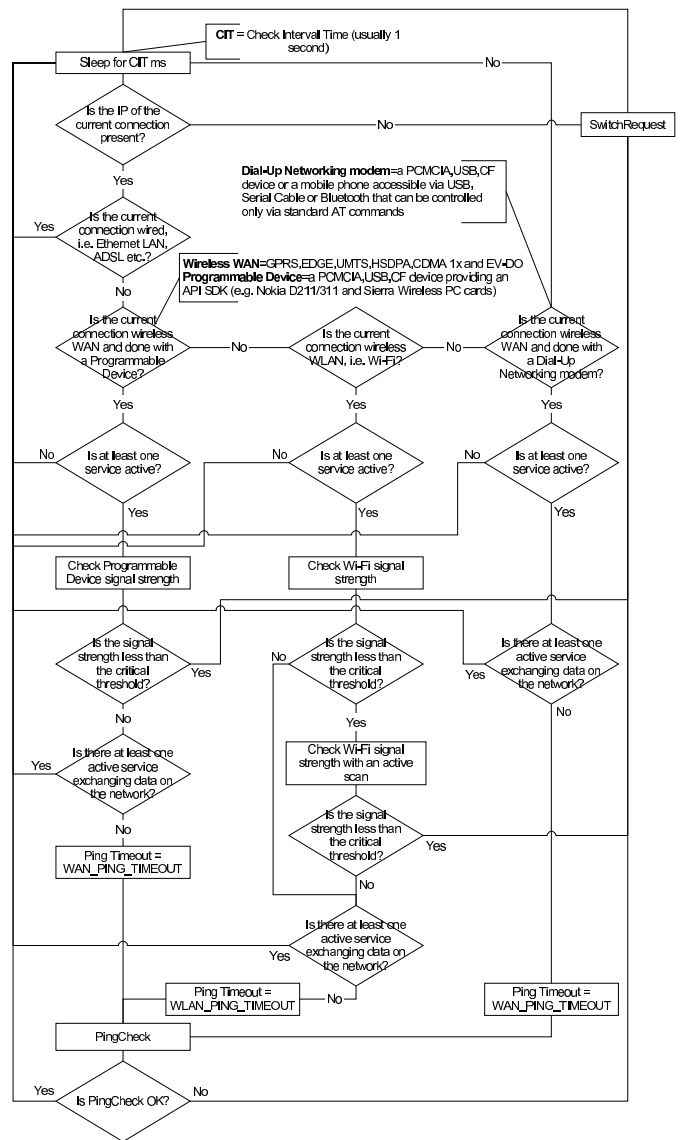 CIT = Check Interval Time (usually 1
second)
Sleep for CIT ms
No
Is the IP of the
current connection
present?
No
SwitchRequest
Yes
Dial-Up Networking modem=a PCMCIA,USB,CF
device or a mobile phone accessible via USB,
Serial Cable or Bluetooth that can be controlled
only via standard AT commands
Yes
Is the current
connection wired,
i.e. Ethernet LAN,
ADSL etc.?
Wireless WAN=GPRS,EDGE,UMTS,HSDPA,CDMA 1x and EV-DO
Programmable Device=a PCMCIA,USB,CF device providing an
API SDK (e.g. Nokia D211/311 and Sierra Wireless PC cards)
No
Is the current
connection wireless
WAN and done with
a Programmable
Device?
No
Is the current
connection wireless
WLAN, i.e. Wi-Fi?
No
Is the current
connection wireless
WAN and done with
a Dial-Up
Networking modem?
Yes
Yes
Yes
No
Is at least one
service active?
No
Is at least one
service active?
No
Is at least one
service active?
Yes
Yes
Yes
Check Programmable
Device signal strength
Check Wi-Fi signal
strength
Is the signal
strength less than
the critical
threshold?
Yes
No
Is the signal
strength less than
the critical
threshold?
Yes
Is there at least one
active service
exchanging data on
the network?
No
No
Yes
Yes
Is there at least one
active service
exchanging data on
the network?
Check Wi-Fi signal
strength with an active
scan
No
Is the signal
strength less than
the critical
threshold?
Yes
Ping Timeout =
WAN_PING_TIMEOUT
No
Is there at least one
active service
exchanging data on
the network?
Yes
No
Ping Timeout =
WLAN_PING_TIMEOUT
Ping Timeout =
WAN_PING_TIMEOUT
PingCheck
Yes
Is PingCheck OK?
No